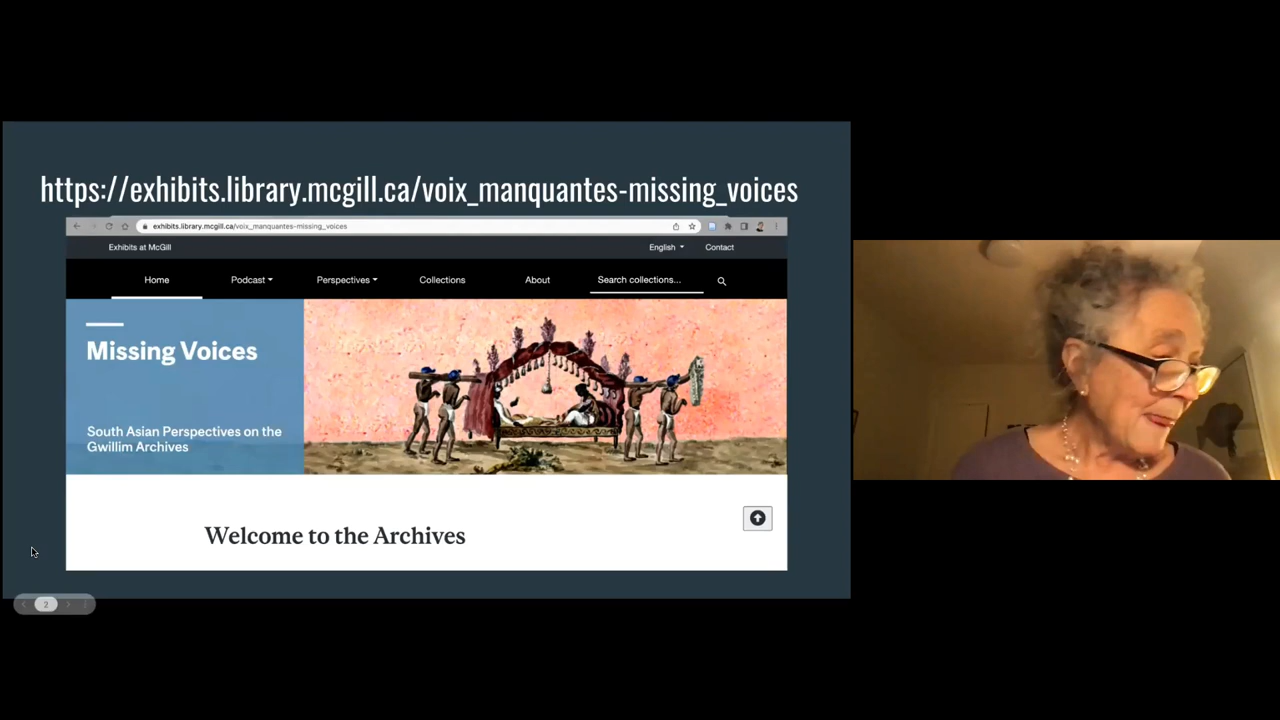 https://exhibits.library.mcgill.ca/voix_manquantes-missing_voices
exhibits.library.mcgill.ca/voix_manquantes-missing_voices
Exhibits at McGill
English
Contact
Home
Podcast
Perspectives
Collections
About
Search collections...
Missing Voices
South Asian Perspectives on the
Gwillim Archives
Welcome to the Archives
2